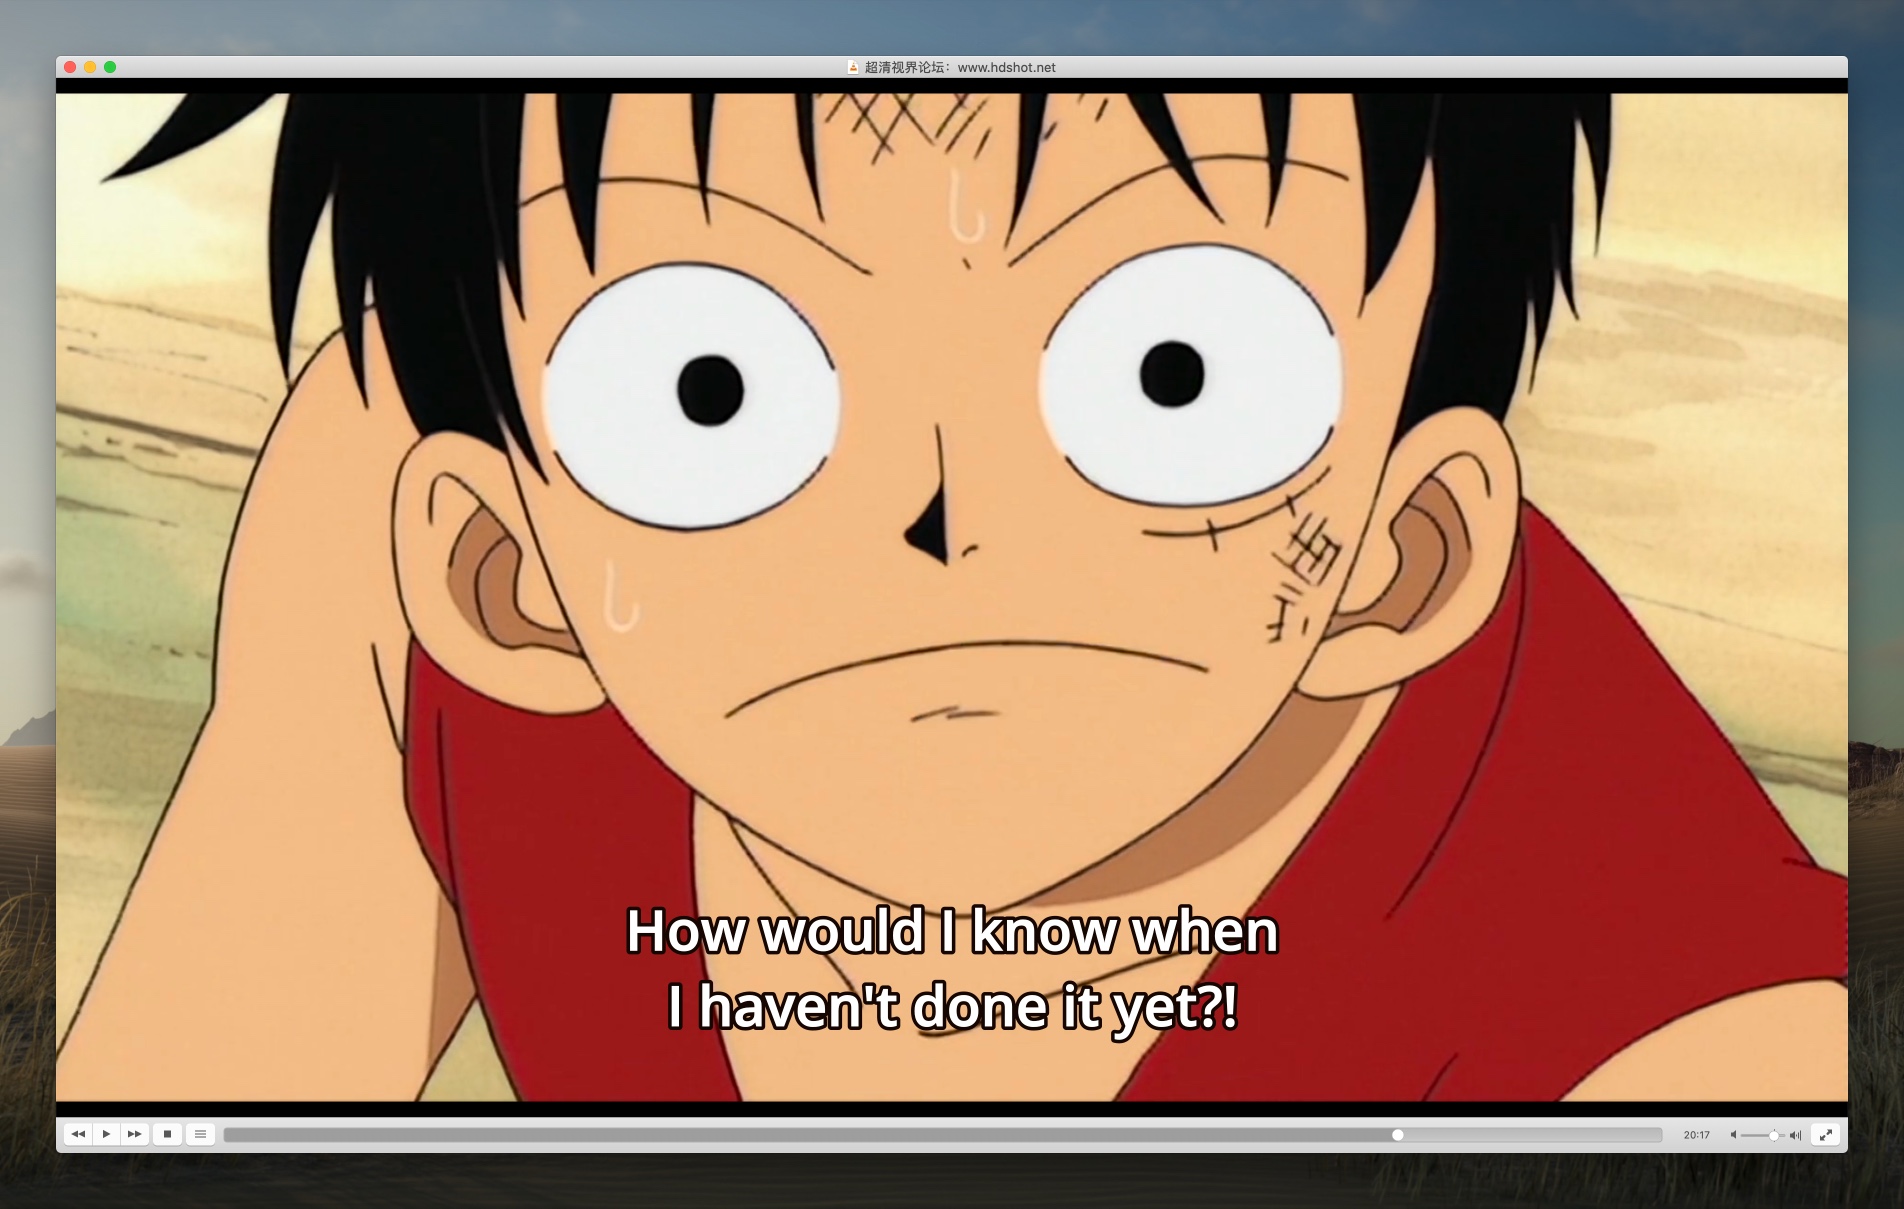 超清视界论坛：www.hdshot.net
How would I know when
I haven't done it yet?!
20:17